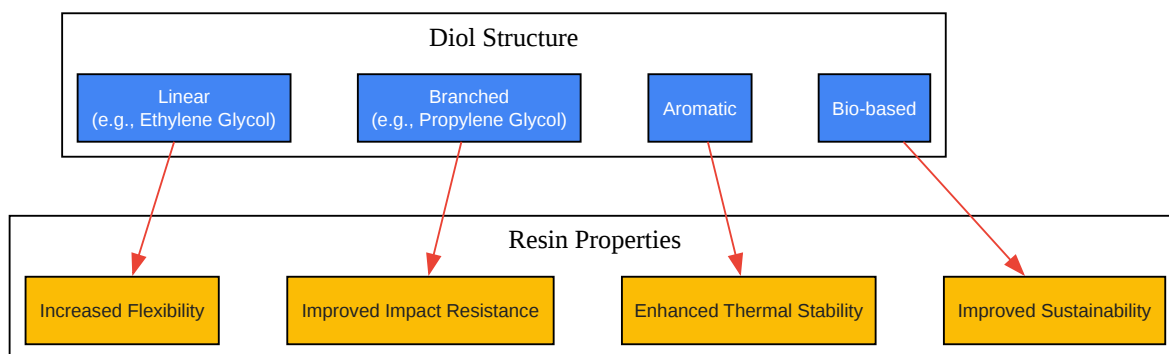 Diol Structure
Linear
(e.g., Ethylene Glycol)
Branched
(e.g., Propylene Glycol)
Aromatic
Bio-based
Resin Properties
Increased Flexibility
Improved Impact Resistance
Enhanced Thermal Stability
Improved Sustainability